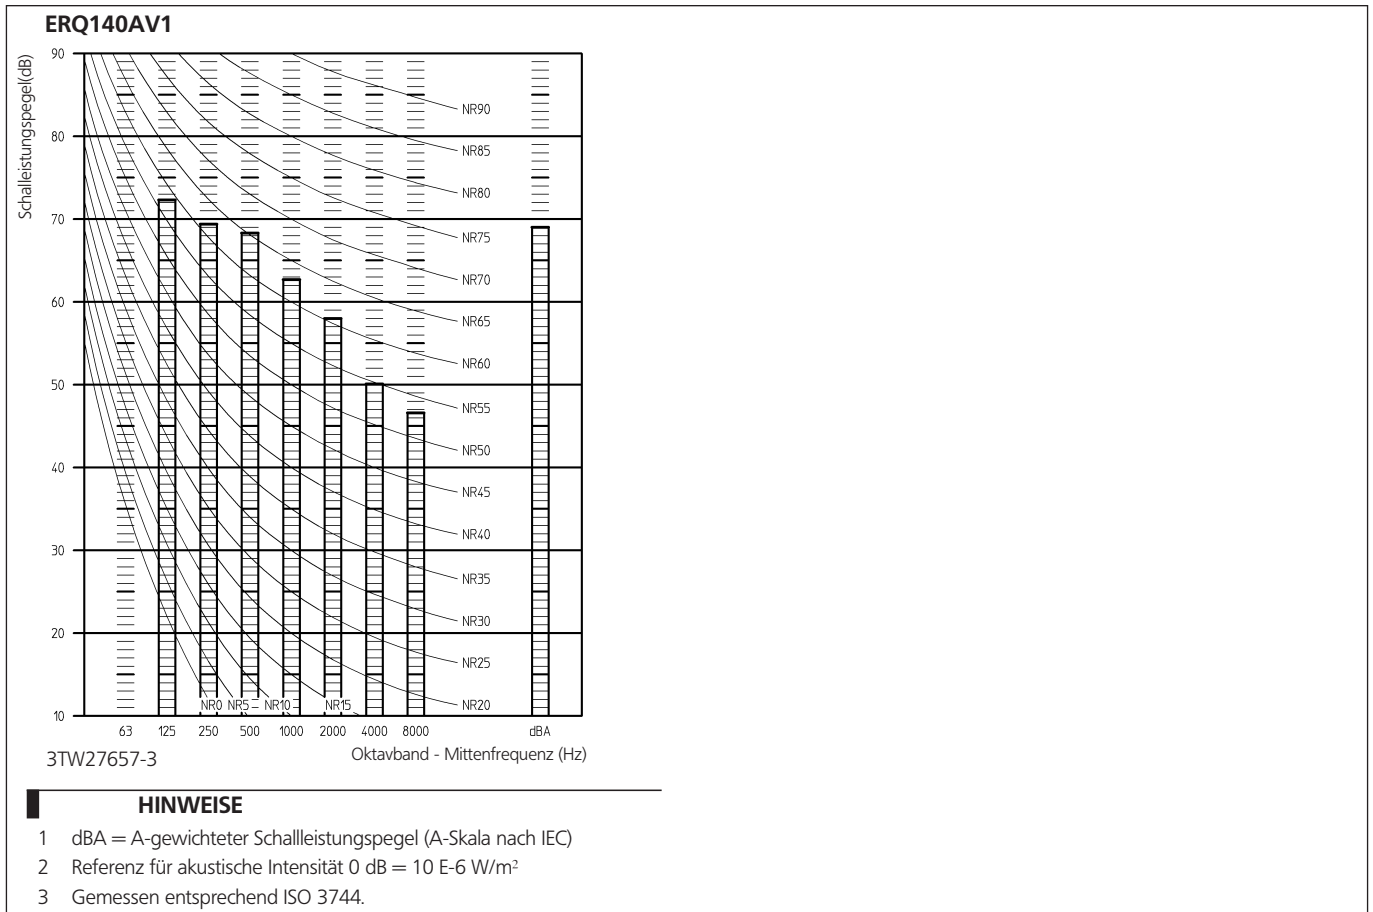 ERQ140AV1
Schalleistungspegel(dB)
90
80
70
60
50
40
30
20
10
NR90
NR85
NR80
NR75
NR70
NR65
NR60
NR55
NR50
NR45
NR40
NR35
NR30
NR25
NR20
NR0 NR5 NR10 NR15
63 125 250 500 1000 2000 4000 8000 dBA
3TW27657-3
Oktavband - Mittenfrequenz (Hz)
HINWEISE
1 dBA = A-gewichteter Schallleistungspegel (A-Skala nach IEC)
2 Referenz für akustische Intensität 0 dB = 10 E-6 W/m²
3 Gemessen entsprechend ISO 3744.